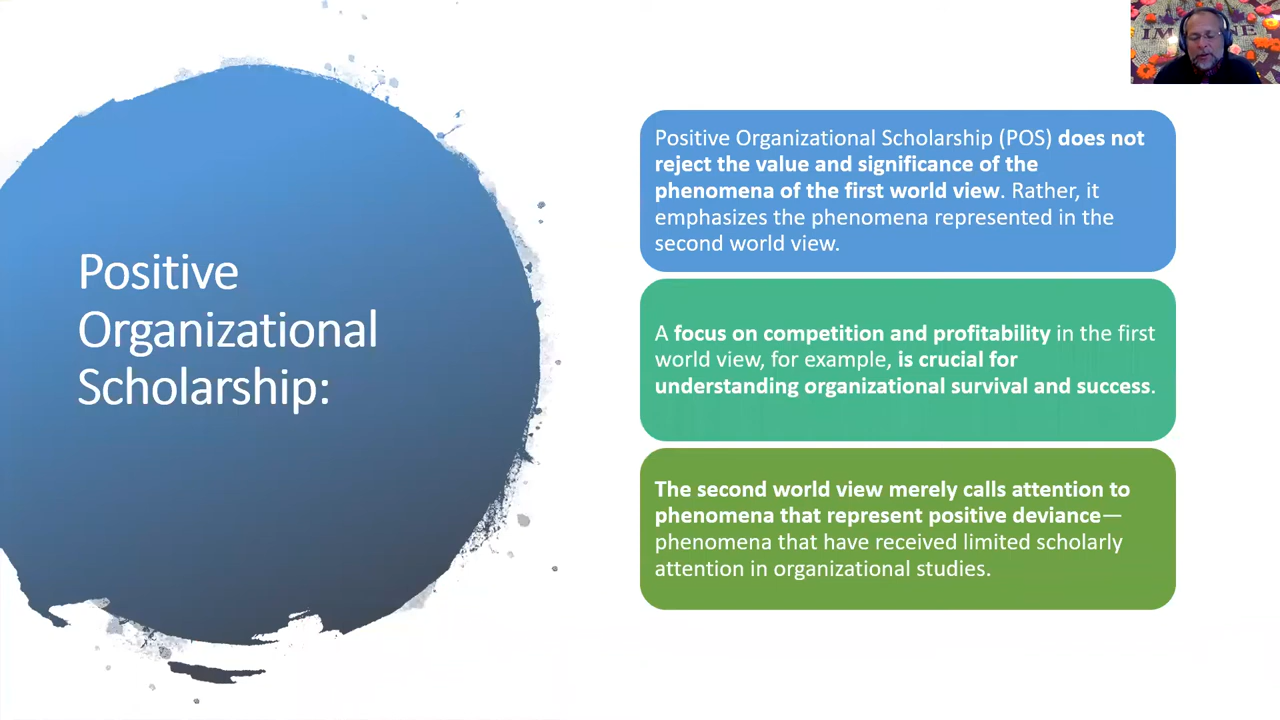 Positive
Organizational
Scholarship:
Positive Organizational Scholarship (POS) does not
reject the value and significance of the
phenomena of the first world view. Rather, it
emphasizes the phenomena represented in the
second world view.
A focus on competition and profitability in the first
world view, for example, is crucial for
understanding organizational survival and success.
The second world view merely calls attention to
phenomena that represent positive deviance—
phenomena that have received limited scholarly
attention in organizational studies.